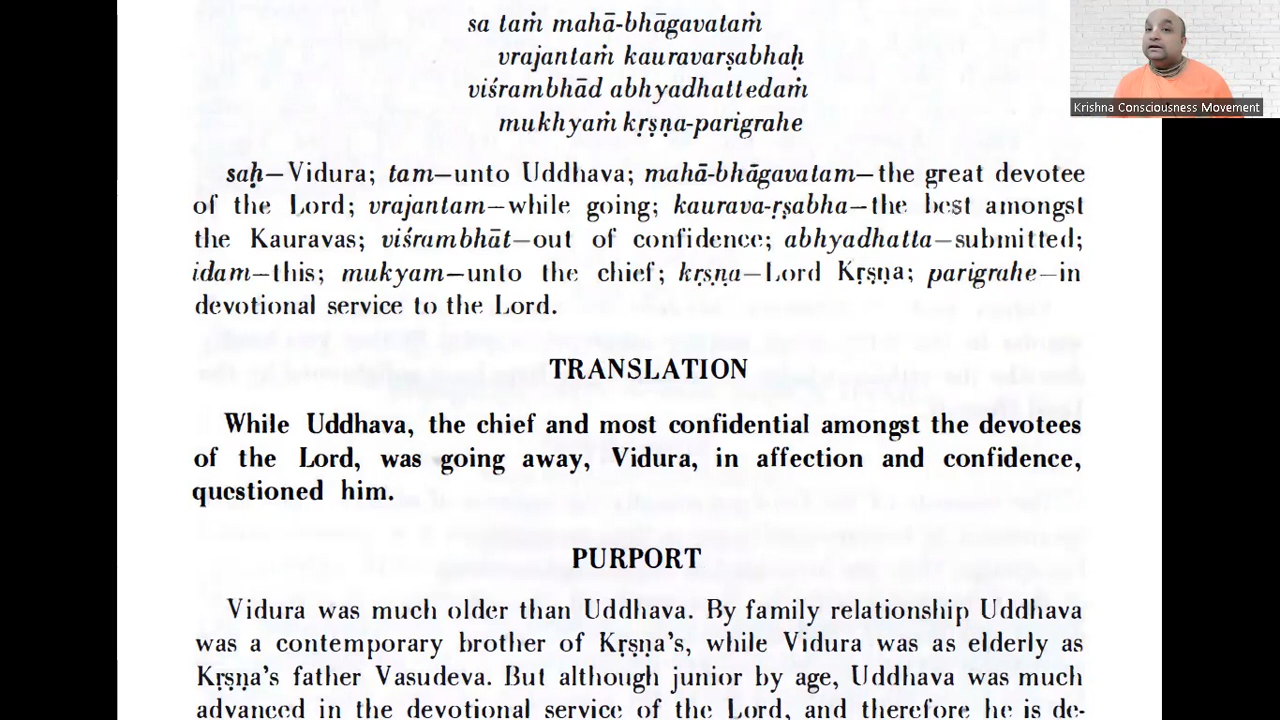 sa taṁ mahā-bhāgavataṁ
vrajantaṁ kauravarṣabhaḥ
viśrambhād abhyadhattedaṁ
mukhyaṁ kṛṣṇa-parigrahe
Krishna Consciousness Movement
saḥ—Vidura; tam—unto Uddhava; mahā-bhāgavatam—the great devotee
of the Lord; vrajantam—while going; kaurava-ṛṣabha—the best amongst
the Kauravas; viśrambhāt—out of confidence; abhyadhatta—submitted;
idam—this; mukyam—unto the chief; kṛṣṇa—Lord Kṛṣṇa; parigrahe—in
devotional service to the Lord.
TRANSLATION
While Uddhava, the chief and most confidential amongst the devotees
of the Lord, was going away, Vidura, in affection and confidence,
questioned him.
PURPORT
Vidura was much older than Uddhava. By family relationship Uddhava
was a contemporary brother of Kṛṣṇa's, while Vidura was as elderly as
Kṛṣṇa's father Vasudeva. But although junior by age, Uddhava was much
advanced in the devotional service of the Lord, and therefore he is de-